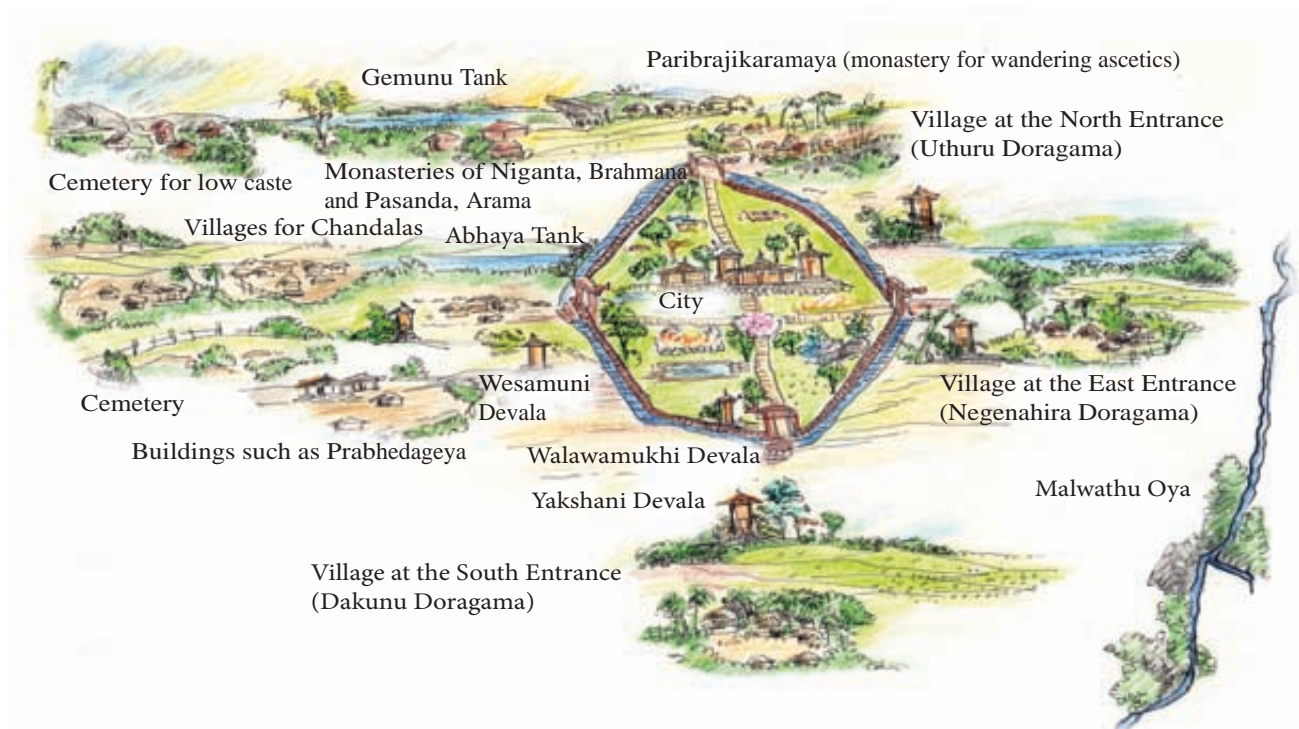 Paribrajikaramaya (monastery for wandering ascetics)
Gemunu Tank
Village at the North Entrance
(Uthuru Doragama)
Monasteries of Niganta, Brahmana
and Pasanda, Arama
Cemetery for low caste
Villages for Chandalas
Abhaya Tank
City
Wesamuni
Devala
Village at the East Entrance
(Negenahira Doragama)
Cemetery
Buildings such as Prabhedageya
Walawamukhi Devala
Yakshani Devala
Malwathu Oya
Village at the South Entrance
(Dakunu Doragama)